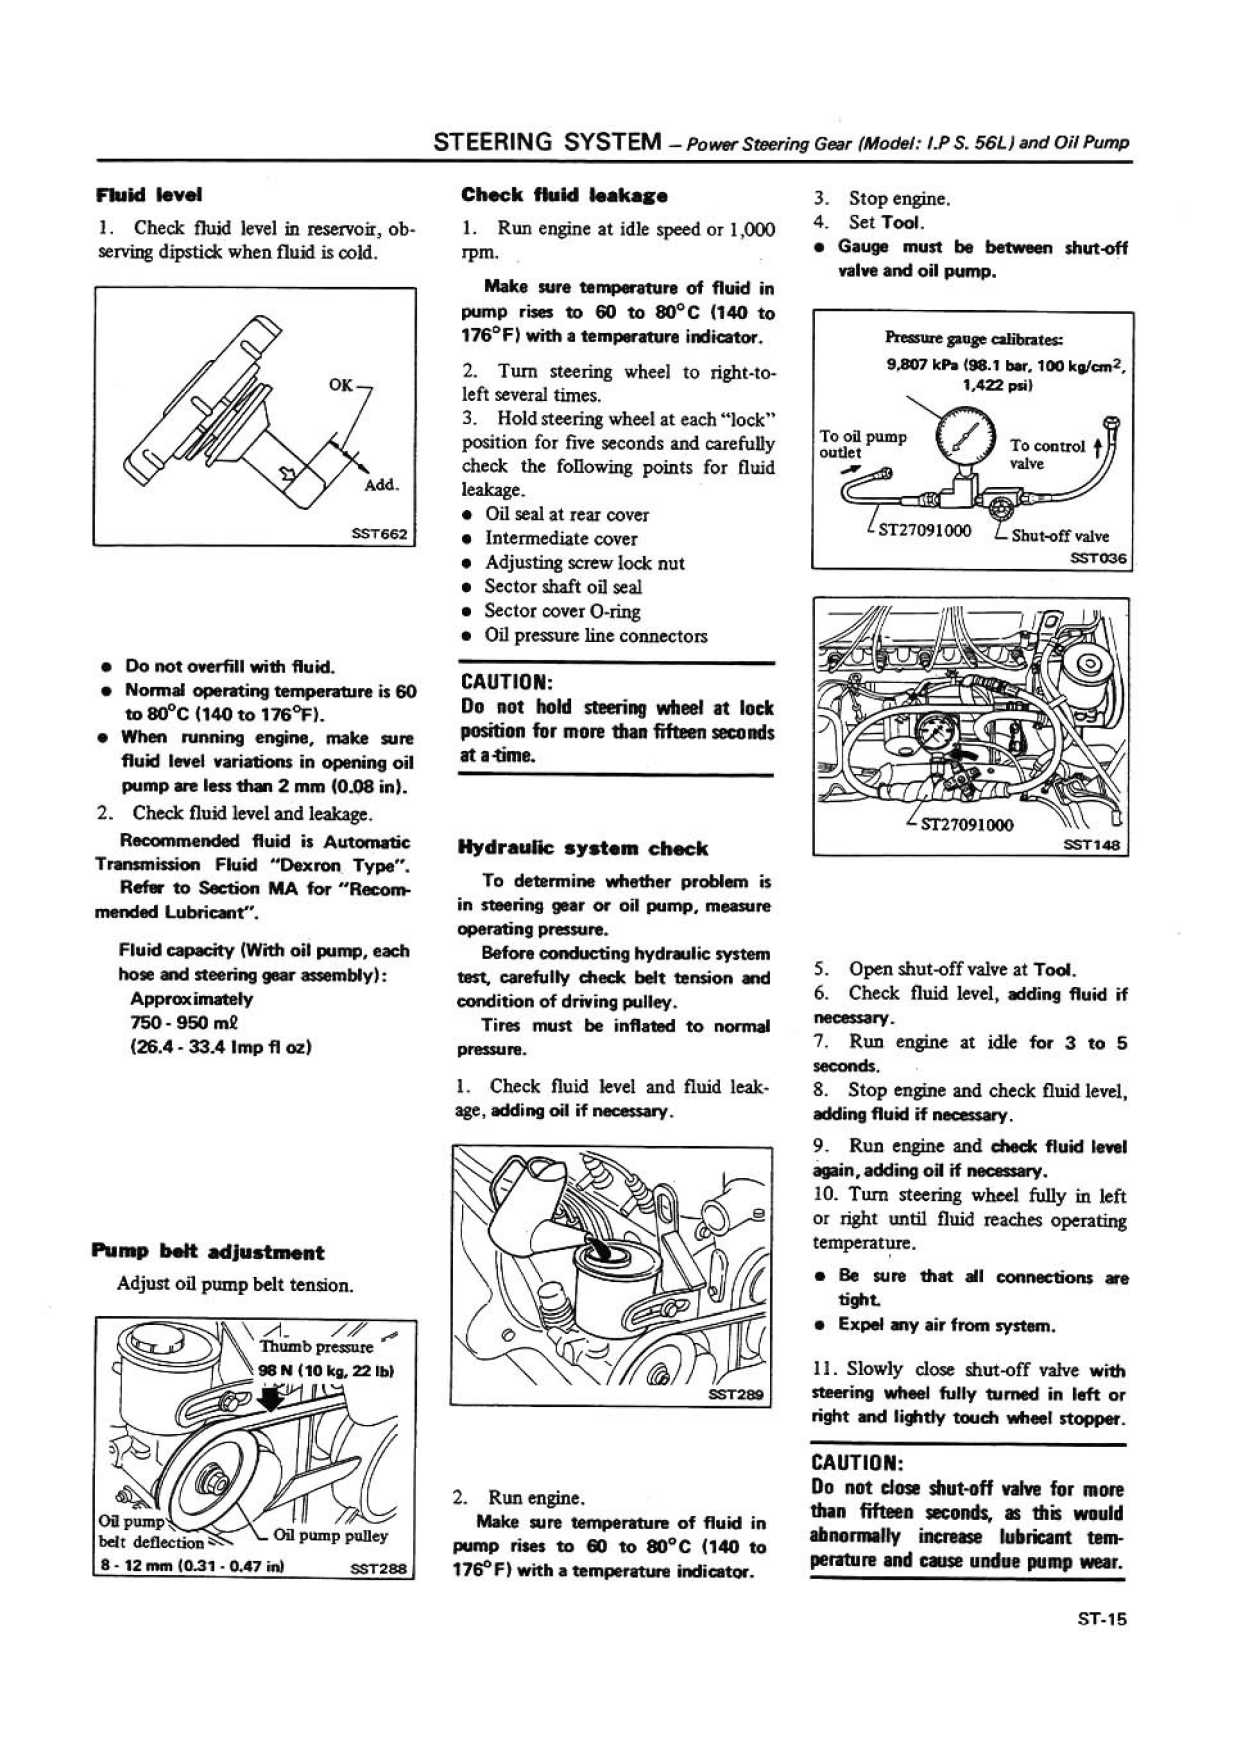 STEERING SYSTEM – Power Steering Gear (Model: I.P S. 56L) and Oil Pump
Fluid level
1. Check fluid level in reservoir, ob-
serving dipstick when fluid is cold.
OK
Add.
SST662
● Do not overfill with fluid.
● Normal operating temperature is 60
to 80°C (140 to 176°F).
● When running engine, make sure
fluid level variations in opening oil
pump are less than 2 mm (0.08 in).
2. Check fluid level and leakage.
Recommended fluid is Automatic
Transmission Fluid “Dexron Type”.
Refer to Section MA for “Recom-
mended Lubricant”.
Fluid capacity (With oil pump, each
hose and steering gear assembly):
Approximately
750 - 950 mℓ
(26.4 - 33.4 Imp fl oz)
Pump belt adjustment
Adjust oil pump belt tension.
Thumb pressure
98 N (10 kg, 22 lb)
Oil pump
belt deflection
8 - 12 mm (0.31 - 0.47 in)
Oil pump pulley
SST288
Check fluid leakage
1. Run engine at idle speed or 1,000
rpm.
Make sure temperature of fluid in
pump rises to 60 to 80°C (140 to
176°F) with a temperature indicator.
2. Turn steering wheel to right-to-
left several times.
3. Hold steering wheel at each “lock”
position for five seconds and carefully
check the following points for fluid
leakage.
● Oil seal at rear cover
● Intermediate cover
● Adjusting screw lock nut
● Sector shaft oil seal
● Sector cover O-ring
● Oil pressure line connectors
CAUTION:
Do not hold steering wheel at lock
position for more than fifteen seconds
at a time.
Hydraulic system check
To determine whether problem is
in steering gear or oil pump, measure
operating pressure.
Before conducting hydraulic system
test, carefully check belt tension and
condition of driving pulley.
Tires must be inflated to normal
pressure.
1. Check fluid level and fluid leak-
age, adding oil if necessary.
SST289
2. Run engine.
Make sure temperature of fluid in
pump rises to 60 to 80°C (140 to
176°F) with a temperature indicator.
3. Stop engine.
4. Set Tool.
● Gauge must be between shut-off
valve and oil pump.
Pressure gauge calibrates:
9,807 kPa (98.1 bar, 100 kg/cm²,
1,422 psi)
To oil pump
outlet
To control
valve
ST27091000
Shut-off valve
SST036
ST27091000
SST148
5. Open shut-off valve at Tool.
6. Check fluid level, adding fluid if
necessary.
7. Run engine at idle for 3 to 5
seconds.
8. Stop engine and check fluid level,
adding fluid if necessary.
9. Run engine and check fluid level
again, adding oil if necessary.
10. Turn steering wheel fully in left
or right until fluid reaches operating
temperature.
● Be sure that all connections are
tight.
● Expel any air from system.
11. Slowly close shut-off valve with
steering wheel fully turned in left or
right and lightly touch wheel stopper.
CAUTION:
Do not close shut-off valve for more
than fifteen seconds, as this would
abnormally increase lubricant tem-
perature and cause undue pump wear.
ST-15